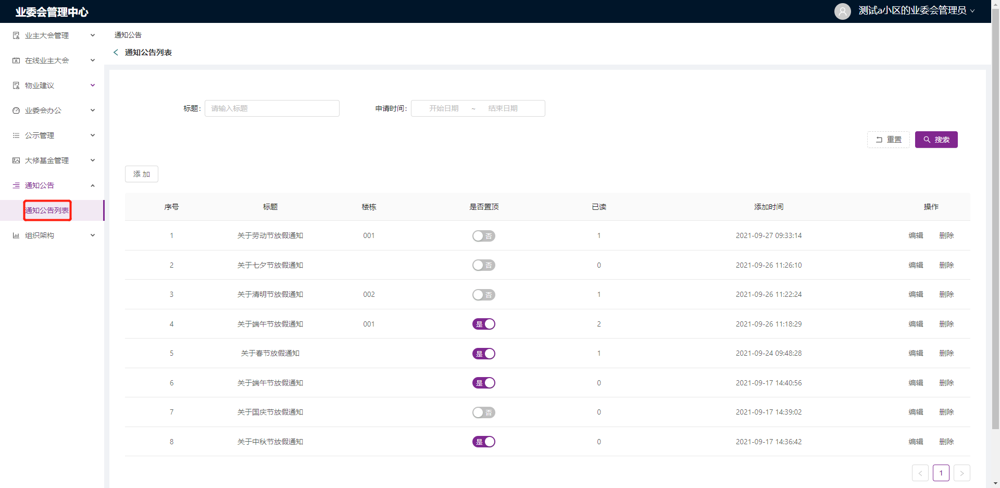 业委会管理中心
测试a小区的业委会管理员
业主大会管理
在线业主大会
物业建议
业委会办公
公示管理
大修基金管理
通知公告
通知公告列表
组织架构
通知公告
< 通知公告列表
标题: 请输入标题 申请时间: 开始日期 ~ 结束日期
重置 搜索
添 加
序号 标题 楼栋 是否置顶 已读 添加时间 操作
1 关于劳动节放假通知 001 否 1 2021-09-27 09:33:14 编辑 删除
2 关于七夕节放假通知 否 0 2021-09-26 11:26:10 编辑 删除
3 关于清明节放假通知 002 否 1 2021-09-26 11:22:24 编辑 删除
4 关于端午节放假通知 001 是 2 2021-09-26 11:18:29 编辑 删除
5 关于春节放假通知 是 1 2021-09-24 09:48:28 编辑 删除
6 关于端午节放假通知 是 0 2021-09-17 14:40:56 编辑 删除
7 关于国庆节放假通知 否 0 2021-09-17 14:39:02 编辑 删除
8 关于中秋节放假通知 是 0 2021-09-17 14:36:42 编辑 删除
< 1 >